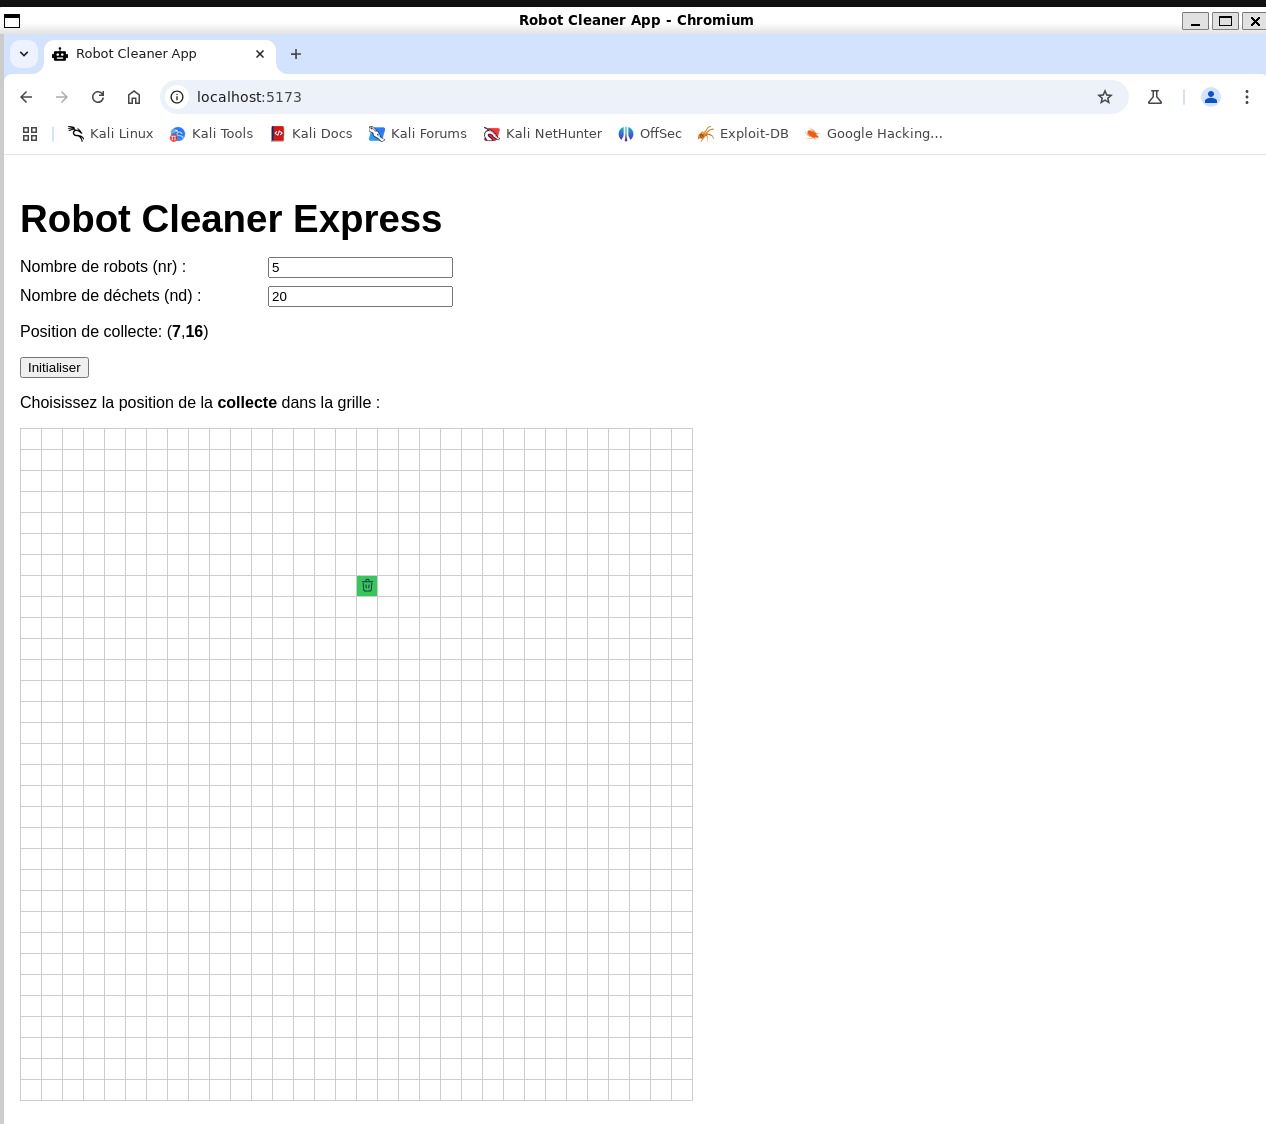 Robot Cleaner App - Chromium
Robot Cleaner App
localhost:5173
Kali Linux Kali Tools Kali Docs Kali Forums Kali NetHunter OffSec Exploit-DB Google Hacking...
Robot Cleaner Express
Nombre de robots (nr) : 5
Nombre de déchets (nd) : 20
Position de collecte: (7,16)
Initialiser
Choisissez la position de la collecte dans la grille :